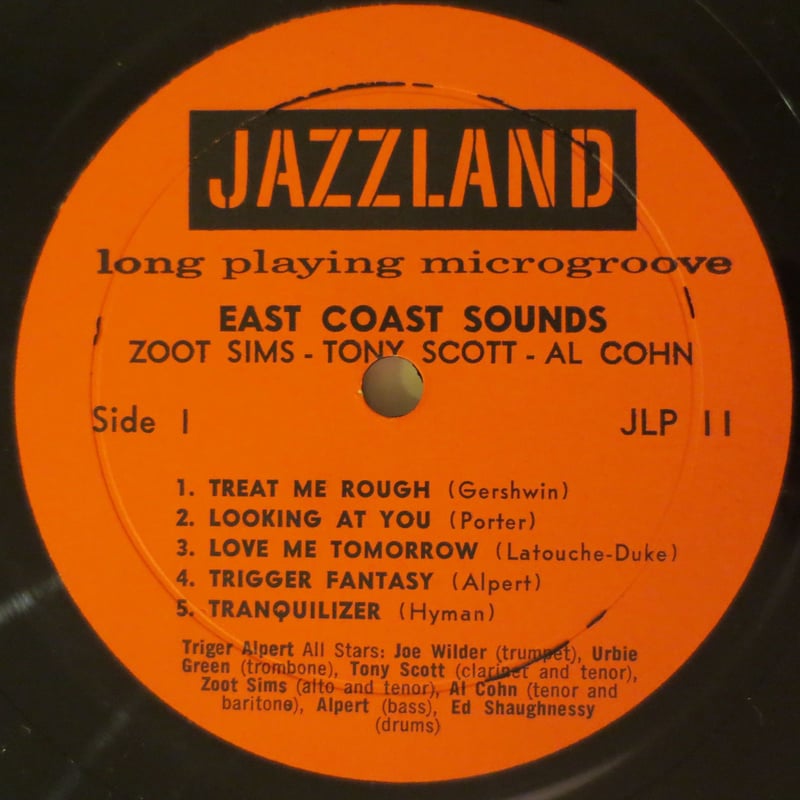 JAZZLAND
long playing microgroove
EAST COAST SOUNDS
ZOOT SIMS - TONY SCOTT - AL COHN
Side 1 JLP 11
1. TREAT ME ROUGH (Gershwin)
2. LOOKING AT YOU (Porter)
3. LOVE ME TOMORROW (Latouche-Duke)
4. TRIGGER FANTASY (Alpert)
5. TRANQUILIZER (Hyman)
Triger Alpert All Stars: Joe Wilder (trumpet), Urbie
Green (trombone), Tony Scott (clarinet and tenor),
Zoot Sims (alto and tenor), Al Cohn (tenor and
baritone), Alpert (bass), Ed Shaughnessy
(drums)